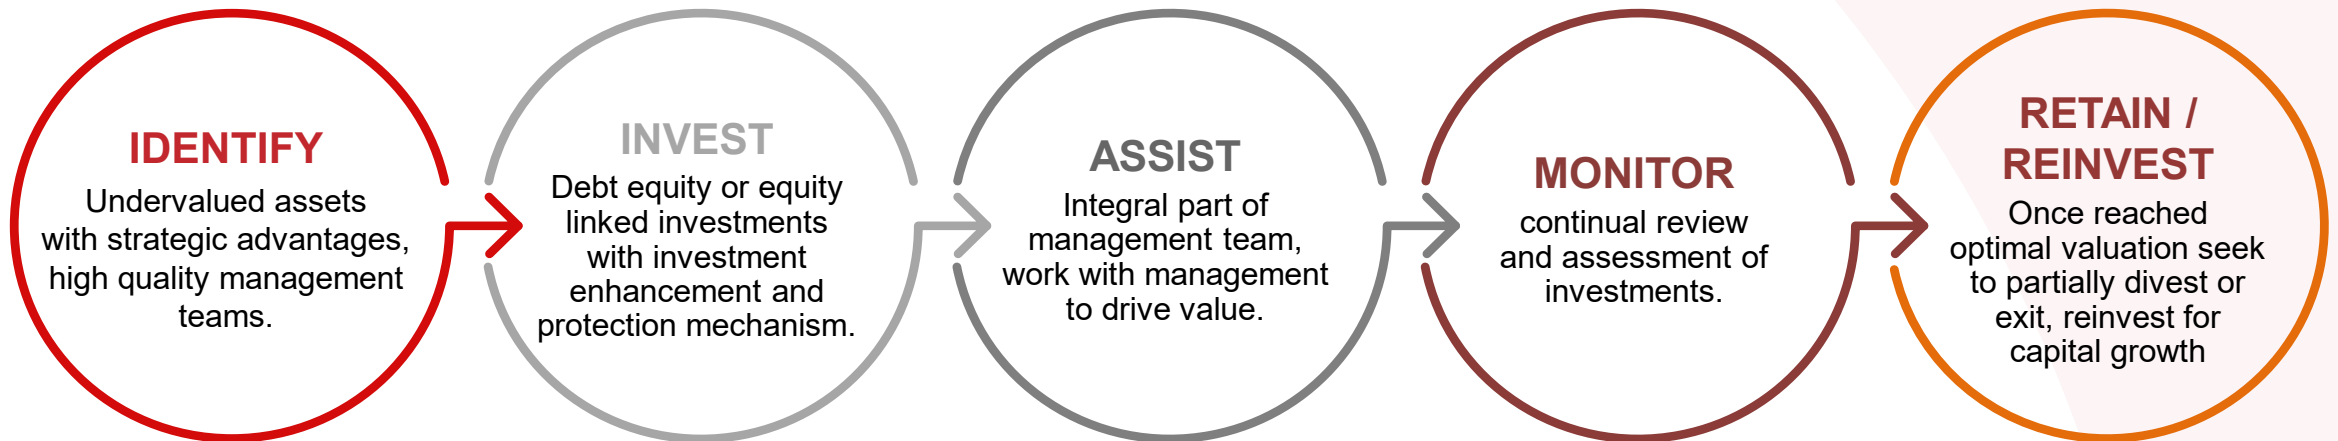 IDENTIFY
Undervalued assets
with strategic advantages,
high quality management
teams.
INVEST
Debt equity or equity
linked investments
with investment
enhancement and
protection mechanism.
ASSIST
Integral part of
management team,
work with management
to drive value.
MONITOR
continual review
and assessment of
investments.
RETAIN /
REINVEST
Once reached
optimal valuation seek
to partially divest or
exit, reinvest for
capital growth